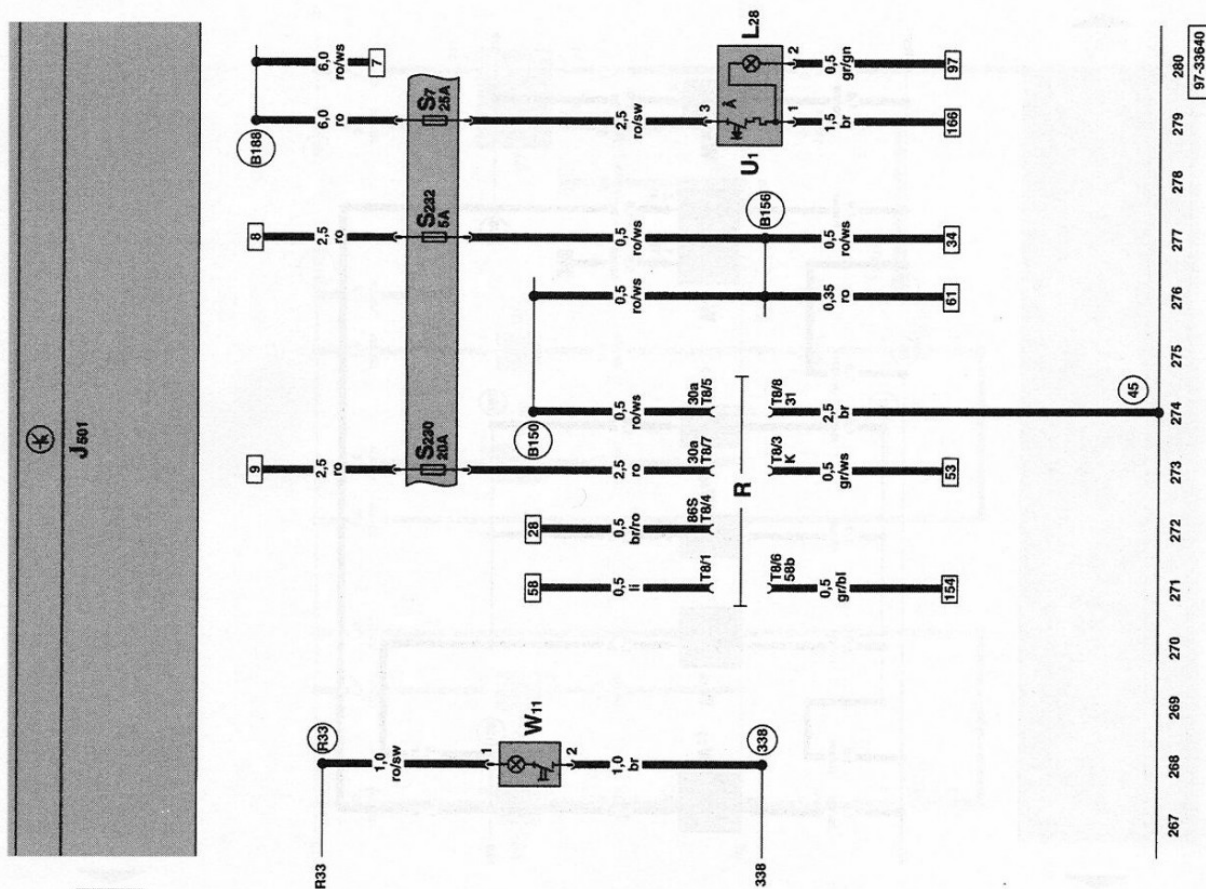 J501
R33
R33
1,0
ro/sw
1
W11
2
1,0
br
338
338
58
0,5
li
T8/1
T8/6
58b
0,5
gr/bl
154
28
0,5
br/ro
86S
T8/4
R
9
2,5
ro
S230
20A
2,5
ro
30a
T8/7
T8/3
K
0,5
gr/ws
53
B150
0,5
ro/ws
30a
T8/5
T8/8
31
2,5
br
45
0,5
ro/ws
0,35
ro
61
8
2,5
ro
S232
5A
0,5
ro/ws
B156
0,5
ro/ws
34
B188
6,0
ro
S7
25A
2,5
ro/sw
3
U1
1
1,5
br
166
6,0
ro/ws
7
L28
2
0,5
gr/gn
97
267 268 269 270 271 272 273 274 275 276 277 278 279 280
97-33640